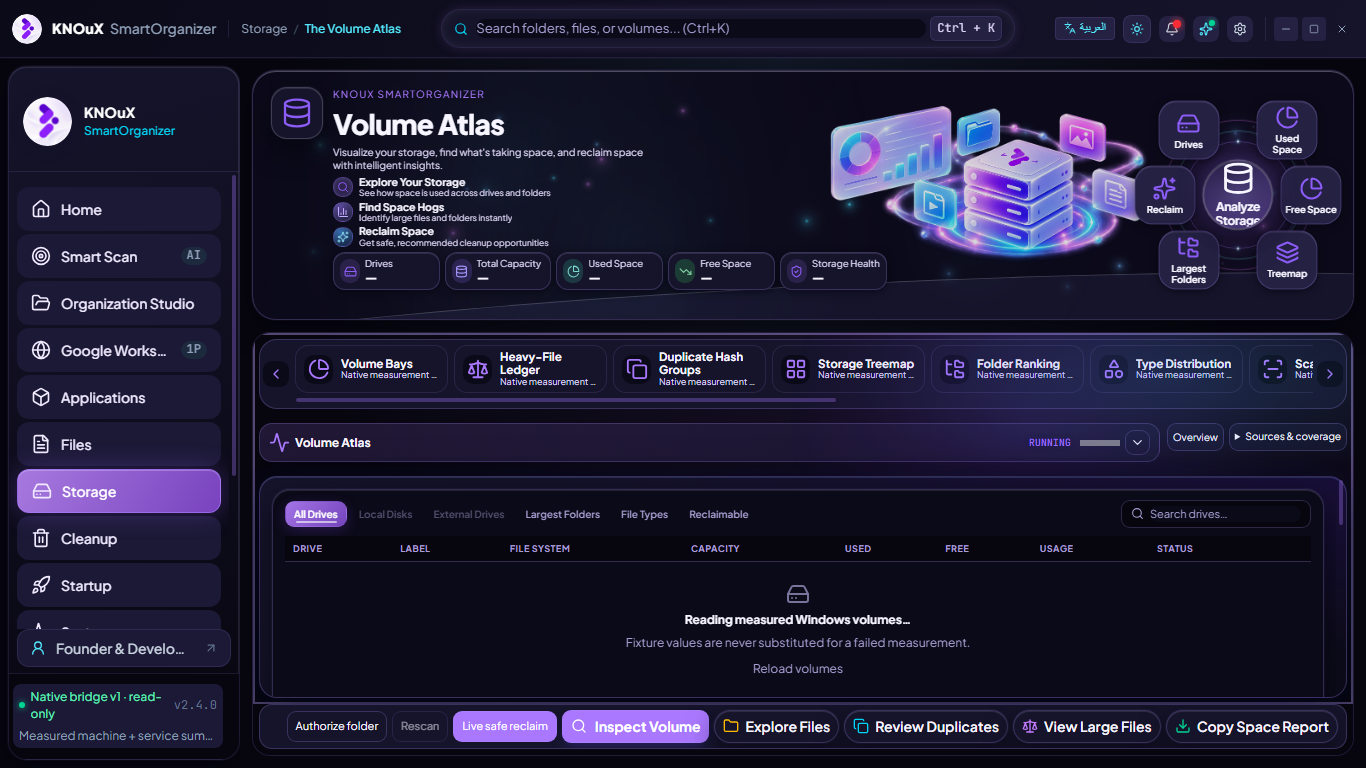 KNOuX SmartOrganizer
Storage / The Volume Atlas
Search folders, files, or volumes... (Ctrl+K)
Ctrl + K
العربية
KNOuX
SmartOrganizer
Home
Smart Scan AI
Organization Studio
Google Works... 1P
Applications
Files
Storage
Cleanup
Startup
Founder & Develo...
Native bridge v1 · read-only
v2.4.0
Measured machine + service sum...
KNOUX SMARTORGANIZER
Volume Atlas
Visualize your storage, find what's taking space, and reclaim space
with intelligent insights.
Explore Your Storage
See how space is used across drives and folders
Find Space Hogs
Identify large files and folders instantly
Reclaim Space
Get safe, recommended cleanup opportunities
Drives
—
Total Capacity
—
Used Space
—
Free Space
—
Storage Health
—
Drives
Used
Space
Reclaim
Analyze
Storage
Free Space
Largest
Folders
Treemap
Volume Bays
Native measurement ...
Heavy-File
Ledger
Native measurement ...
Duplicate Hash
Groups
Native measurement ...
Storage Treemap
Native measurement ...
Folder Ranking
Native measurement ...
Type Distribution
Native measurement ...
Volume Atlas
RUNNING
Overview
Sources & coverage
All Drives
Local Disks
External Drives
Largest Folders
File Types
Reclaimable
Search drives...
DRIVE LABEL FILE SYSTEM CAPACITY USED FREE USAGE STATUS
Reading measured Windows volumes...
Fixture values are never substituted for a failed measurement.
Reload volumes
Authorize folder
Rescan
Live safe reclaim
Inspect Volume
Explore Files
Review Duplicates
View Large Files
Copy Space Report